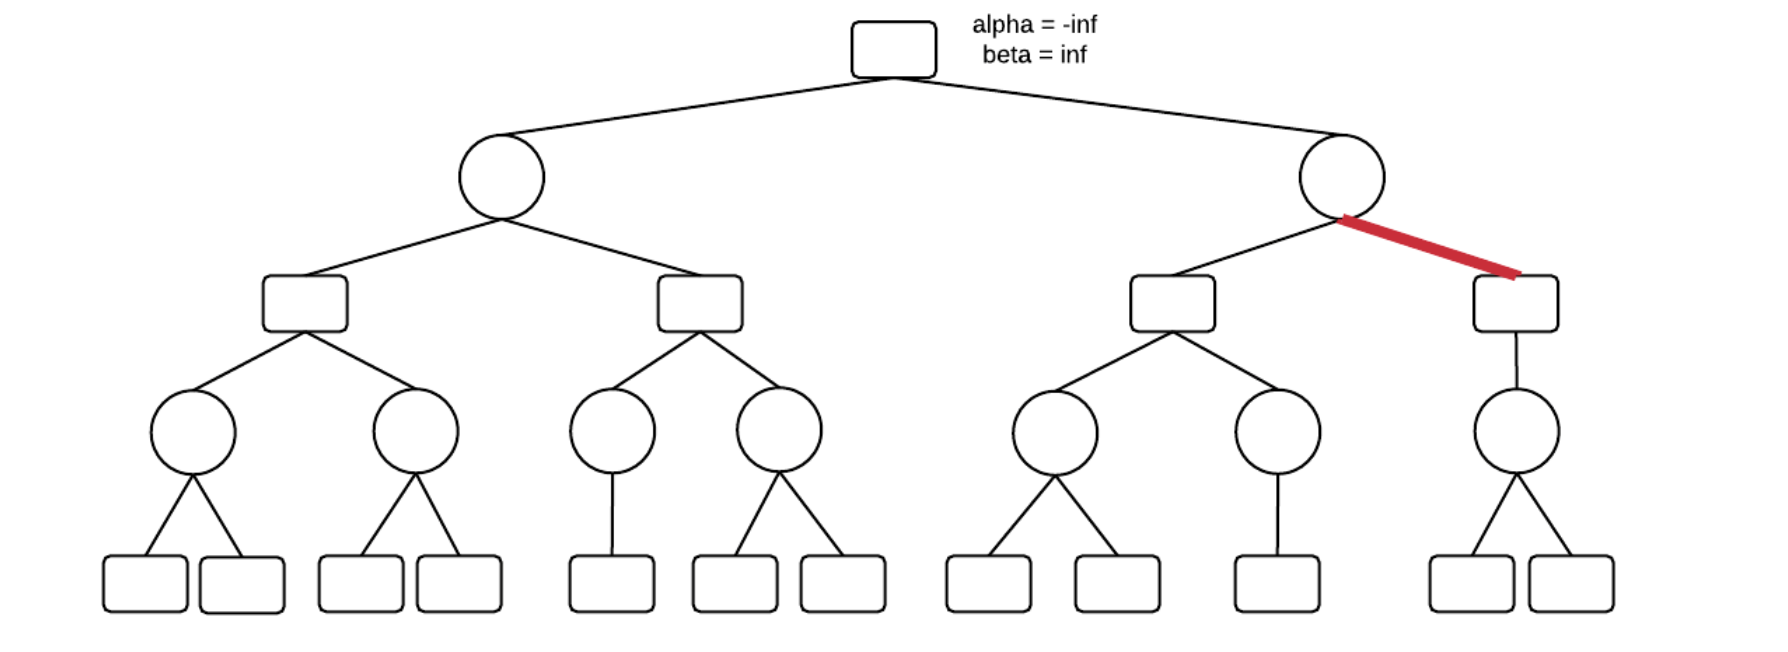 alpha = -inf
beta = inf